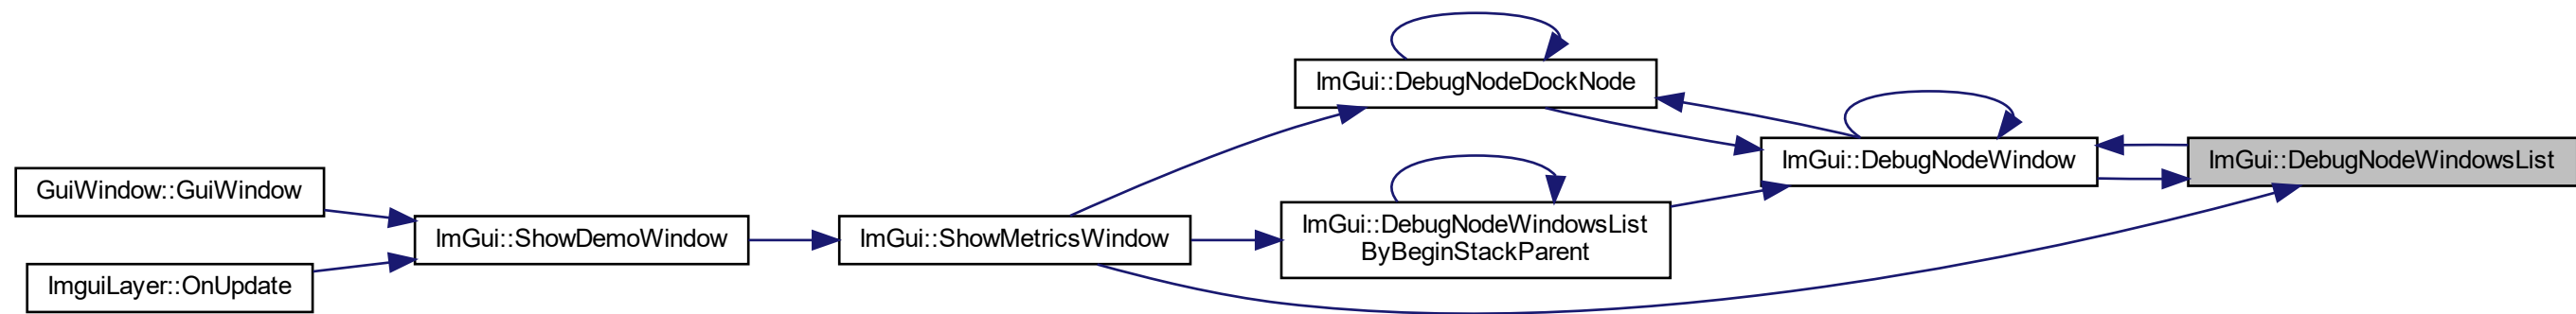 ImGui::DebugNodeDockNode
ImGui::DebugNodeWindow
ImGui::DebugNodeWindowsList
GuiWindow::GuiWindow
ImGui::ShowDemoWindow
ImGui::ShowMetricsWindow
ImGui::DebugNodeWindowsList
ByBeginStackParent
ImguiLayer::OnUpdate